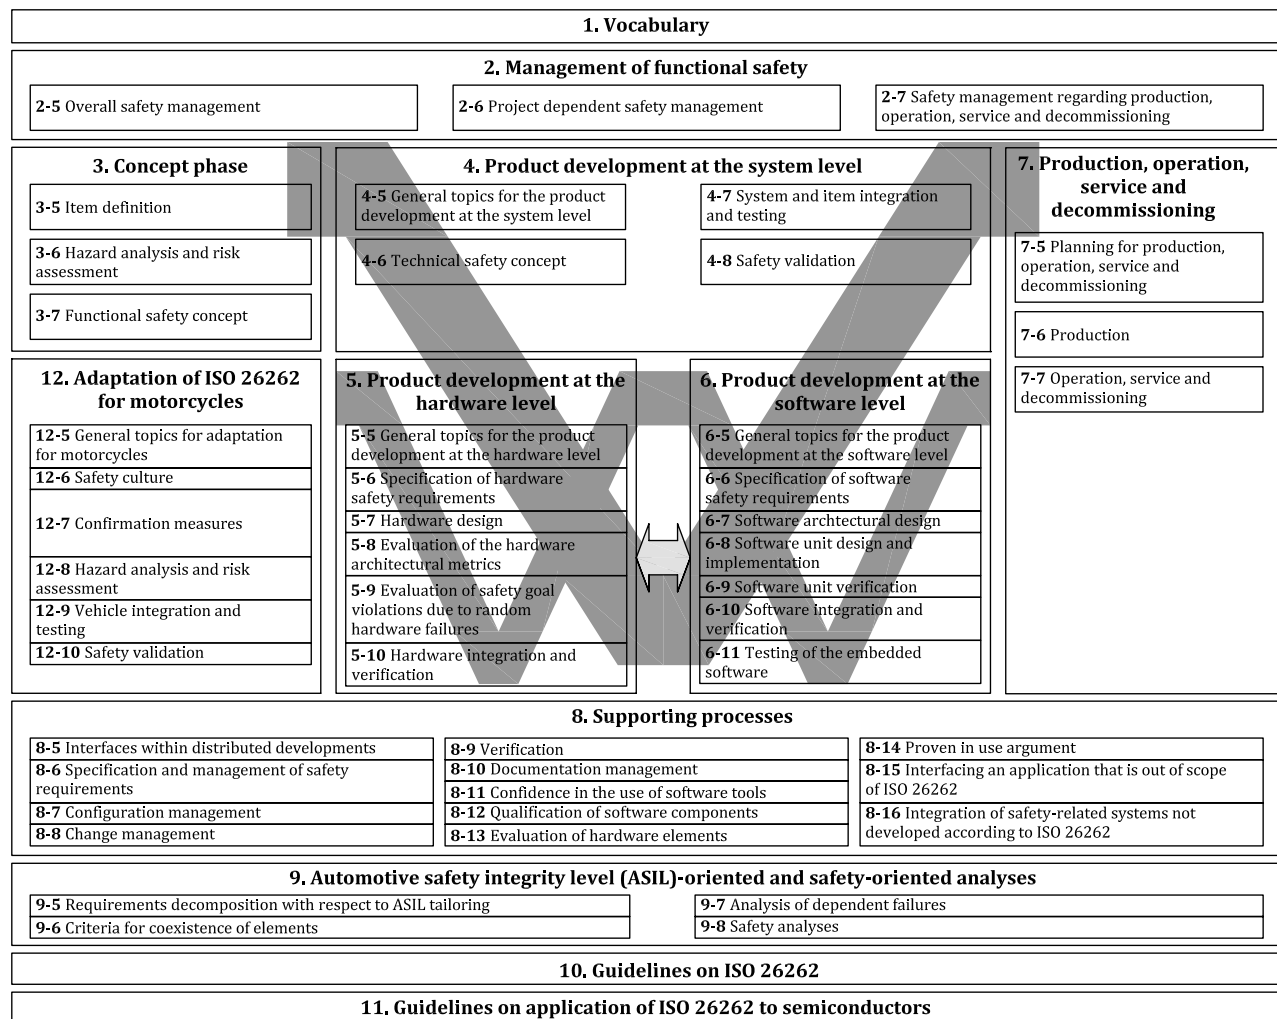 1. Vocabulary
2. Management of functional safety
2-5 Overall safety management
2-6 Project dependent safety management
2-7 Safety management regarding production,
operation, service and decommissioning
3. Concept phase
3-5 Item definition
3-6 Hazard analysis and risk
assessment
3-7 Functional safety concept
4. Product development at the system level
4-5 General topics for the product
development at the system level
4-6 Technical safety concept
4-7 System and item integration
and testing
4-8 Safety validation
7. Production, operation,
service and
decommissioning
7-5 Planning for production,
operation, service and
decommissioning
7-6 Production
7-7 Operation, service and
decommissioning
12. Adaptation of ISO 26262
for motorcycles
12-5 General topics for adaptation
for motorcycles
12-6 Safety culture
12-7 Confirmation measures
12-8 Hazard analysis and risk
assessment
12-9 Vehicle integration and
testing
12-10 Safety validation
5. Product development at the
hardware level
5-5 General topics for the product
development at the hardware level
5-6 Specification of hardware
safety requirements
5-7 Hardware design
5-8 Evaluation of the hardware
architectural metrics
5-9 Evaluation of safety goal
violations due to random
hardware failures
5-10 Hardware integration and
verification
6. Product development at the
software level
6-5 General topics for the product
development at the software level
6-6 Specification of software
safety requirements
6-7 Software archtectural design
6-8 Software unit design and
implementation
6-9 Software unit verification
6-10 Software integration and
verification
6-11 Testing of the embedded
software
8. Supporting processes
8-5 Interfaces within distributed developments
8-6 Specification and management of safety
requirements
8-7 Configuration management
8-8 Change management
8-9 Verification
8-10 Documentation management
8-11 Confidence in the use of software tools
8-12 Qualification of software components
8-13 Evaluation of hardware elements
8-14 Proven in use argument
8-15 Interfacing an application that is out of scope
of ISO 26262
8-16 Integration of safety-related systems not
developed according to ISO 26262
9. Automotive safety integrity level (ASIL)-oriented and safety-oriented analyses
9-5 Requirements decomposition with respect to ASIL tailoring
9-6 Criteria for coexistence of elements
9-7 Analysis of dependent failures
9-8 Safety analyses
10. Guidelines on ISO 26262
11. Guidelines on application of ISO 26262 to semiconductors